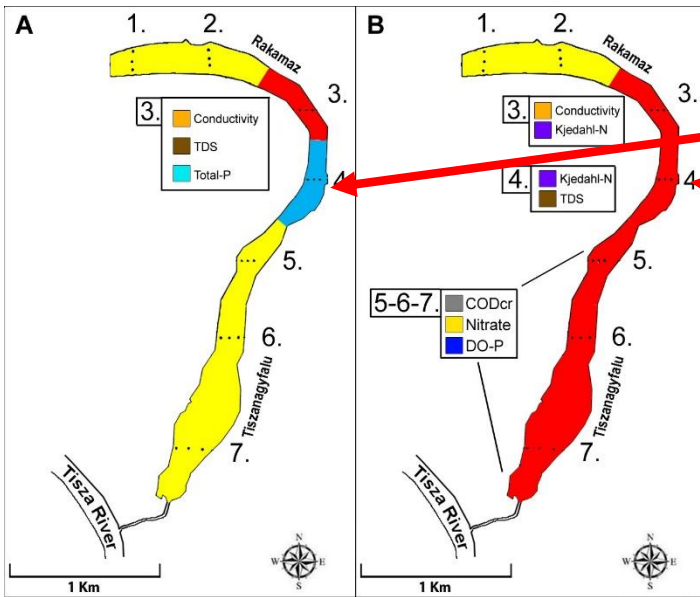 A
1.
2.
Rakamaz
3.
3.
Conductivity
TDS
Total-P
4
5.
6.
Tiszanagyfalu
7.
Tisza River
N
W
E
S
1 Km
B
1.
2.
Rakamaz
3.
3.
Conductivity
Kjedahl-N
4
4.
Kjedahl-N
TDS
5.
5-6-7.
CODcr
Nitrate
DO-P
6.
Tiszanagyfalu
7.
Tisza River
N
W
E
S
1 Km